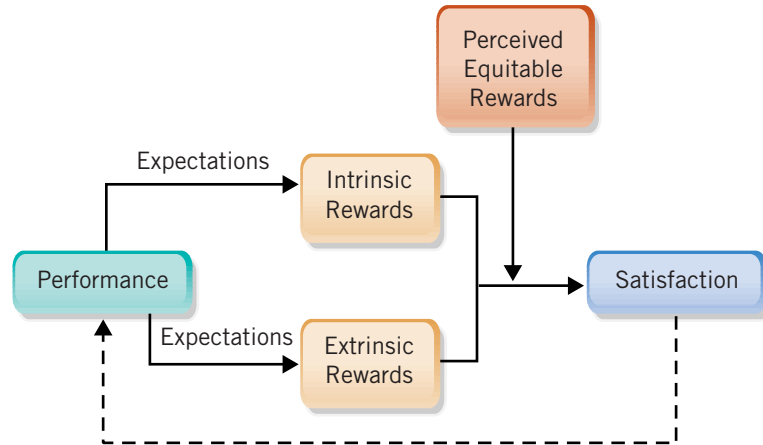 Perceived
Equitable
Rewards
Expectations
Intrinsic
Rewards
Performance
Satisfaction
Expectations
Extrinsic
Rewards